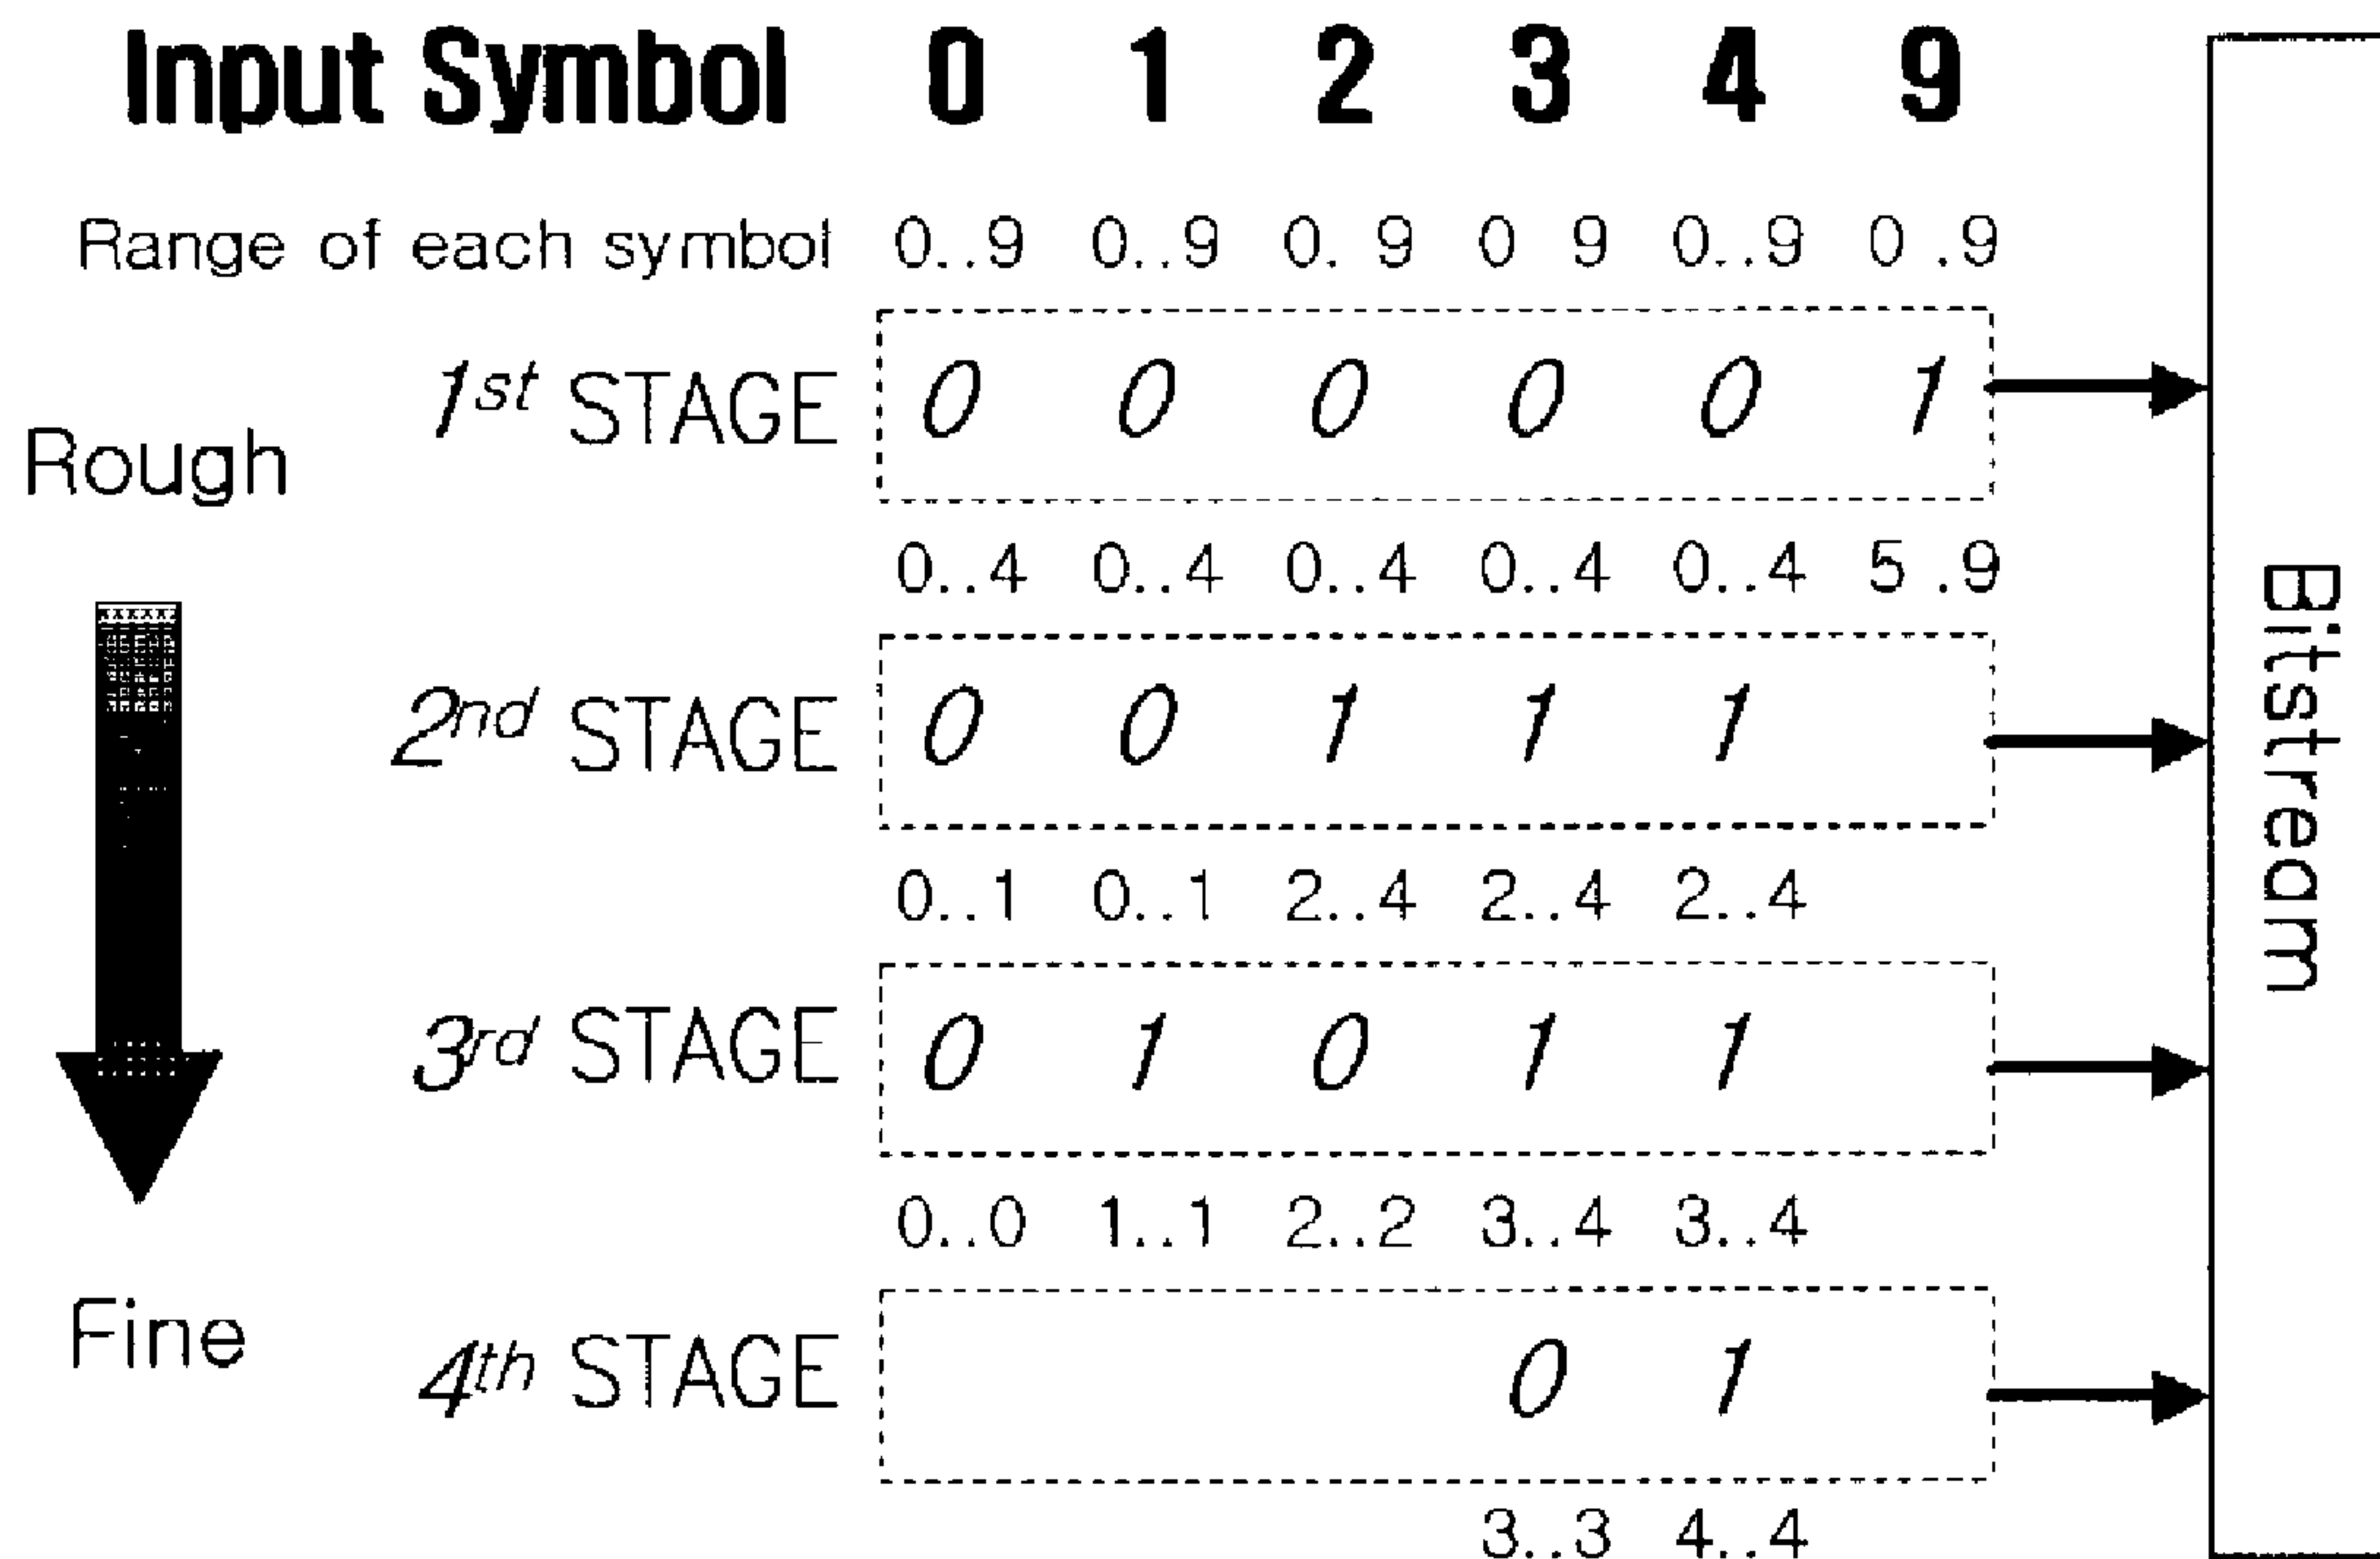 Input Symbol 0 1 2 3 4 9
Range of each symbol 0..9 0..9 0. 9 0 9 0..9 0 .9
1st STAGE 0 0 0 0 0 1
Rough
0..4 0..4 0..4 0..4 0..4 5 .9
2nd STAGE 0 0 1 1 1
Bitstream
0..1 0..1 2..4 2..4 2..4
3rd STAGE 0 1 0 1 1
0..0 1..1 2..2 3..4 3..4
Fine
4th STAGE 0 1
3..3 4..4